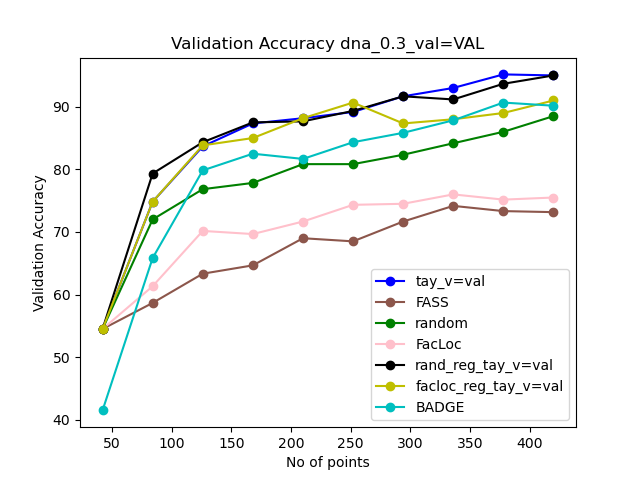 Validation Accuracy dna_0.3_val=VAL
Validation Accuracy
90
80
70
60
50
40
50 100 150 200 250 300 350 400
No of points
tay_v=val
FASS
random
FacLoc
rand_reg_tay_v=val
facloc_reg_tay_v=val
BADGE